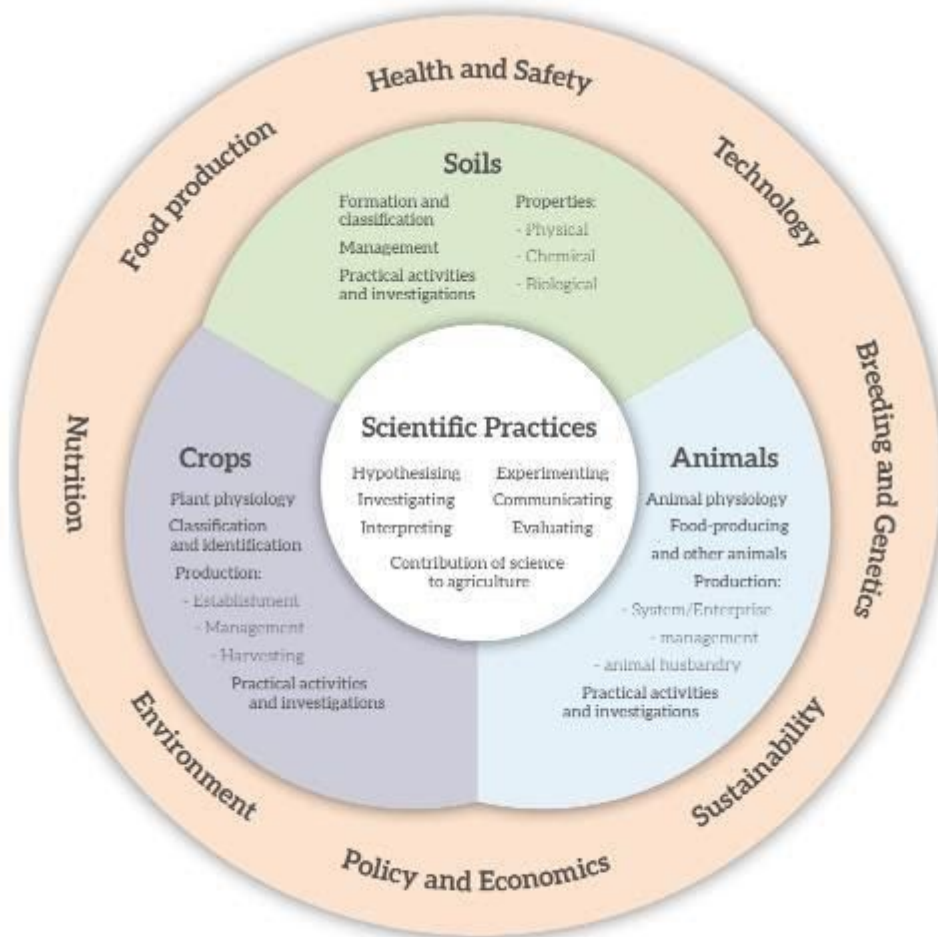 Health and Safety
Technology
Breeding and Genetics
Sustainability
Policy and Economics
Environment
Nutrition
Food production
Soils
Formation and
classification
Management
Practical activities
and investigations
Properties:
- Physical
- Chemical
- Biological
Crops
Plant physiology
Classification
and identification
Production:
- Establishment
- Management
- Harvesting
Practical activities
and investigations
Scientific Practices
Hypothesising
Investigating
Interpreting
Experimenting
Communicating
Evaluating
Contribution of science
to agriculture
Animals
Animal physiology
Food-producing
and other animals
Production:
- System/Enterprise
- management
- animal husbandry
Practical activities
and investigations